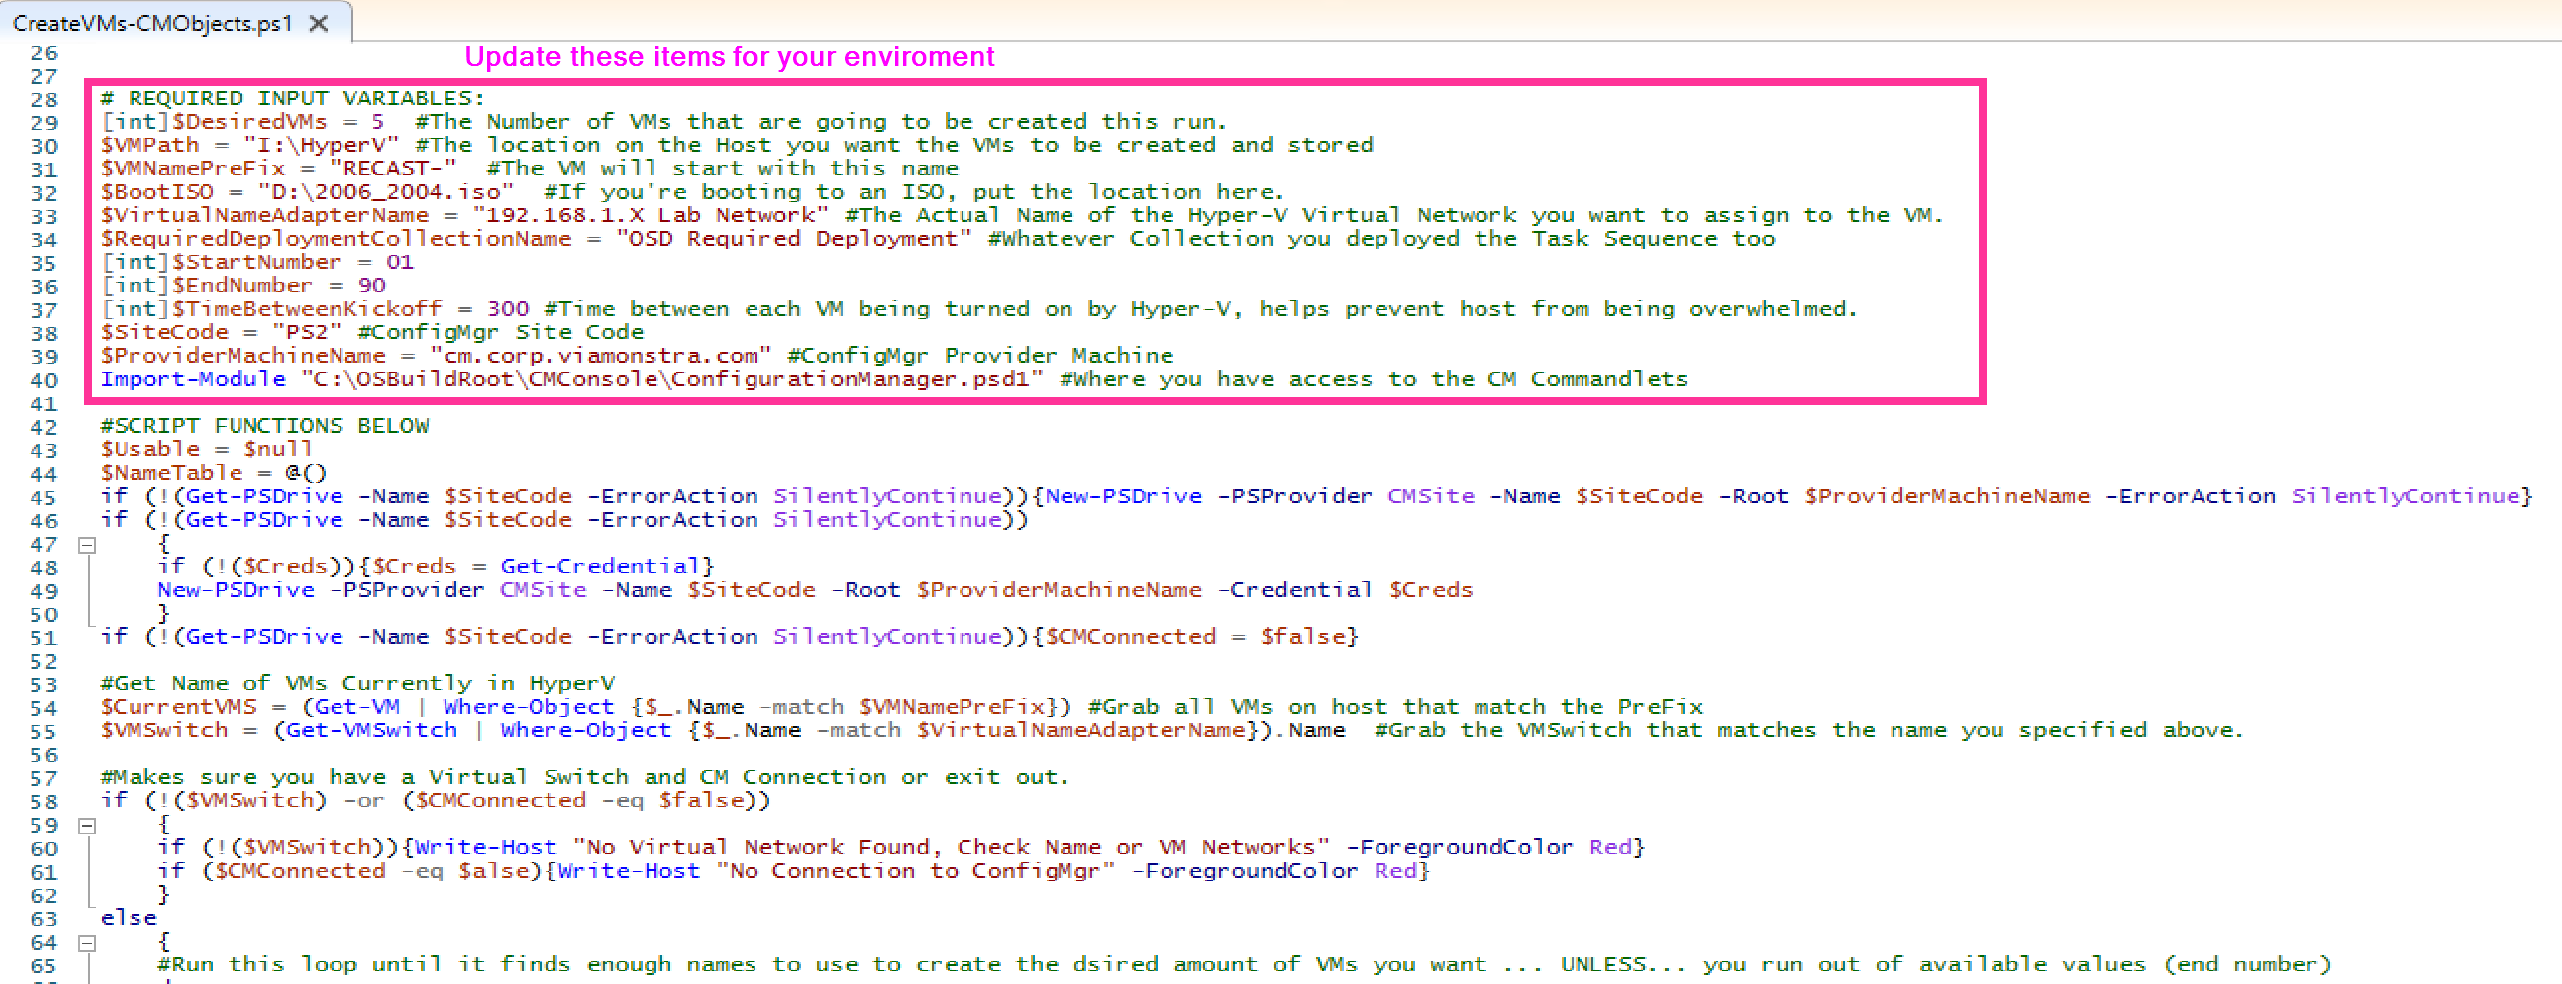 CreateVMs-CMObjects.ps1 ✕
26 Update these items for your enviroment
27
28 # REQUIRED INPUT VARIABLES:
29 [int]$DesiredVMs = 5  #The Number of VMs that are going to be created this run.
30 $VMPath = "I:\HyperV" #The location on the Host you want the VMs to be created and stored
31 $VMNamePreFix = "RECAST-"  #The VM will start with this name
32 $BootISO = "D:\2006_2004.iso"  #If you're booting to an ISO, put the location here.
33 $VirtualNameAdapterName = "192.168.1.X Lab Network" #The Actual Name of the Hyper-V Virtual Network you want to assign to the VM.
34 $RequiredDeploymentCollectionName = "OSD Required Deployment" #Whatever Collection you deployed the Task Sequence too
35 [int]$StartNumber = 01
36 [int]$EndNumber = 90
37 [int]$TimeBetweenKickoff = 300 #Time between each VM being turned on by Hyper-V, helps prevent host from being overwhelmed.
38 $SiteCode = "PS2" #ConfigMgr Site Code
39 $ProviderMachineName = "cm.corp.viamonstra.com" #ConfigMgr Provider Machine
40 Import-Module "C:\OSBuildRoot\CMConsole\ConfigurationManager.psd1" #Where you have access to the CM Commandlets
41
42 #SCRIPT FUNCTIONS BELOW
43 $Usable = $null
44 $NameTable = @()
45 if (!(Get-PSDrive -Name $SiteCode -ErrorAction SilentlyContinue)){New-PSDrive -PSProvider CMSite -Name $SiteCode -Root $ProviderMachineName -ErrorAction SilentlyContinue}
46 if (!(Get-PSDrive -Name $SiteCode -ErrorAction SilentlyContinue))
47     {
48     if (!($Creds)){$Creds = Get-Credential}
49     New-PSDrive -PSProvider CMSite -Name $SiteCode -Root $ProviderMachineName -Credential $Creds
50     }
51 if (!(Get-PSDrive -Name $SiteCode -ErrorAction SilentlyContinue)){$CMConnected = $false}
52
53 #Get Name of VMs Currently in HyperV
54 $CurrentVMS = (Get-VM | Where-Object {$_.Name -match $VMNamePreFix}) #Grab all VMs on host that match the PreFix
55 $VMSwitch = (Get-VMSwitch | Where-Object {$_.Name -match $VirtualNameAdapterName}).Name  #Grab the VMSwitch that matches the name you specified above.
56
57 #Makes sure you have a Virtual Switch and CM Connection or exit out.
58 if (!($VMSwitch) -or ($CMConnected -eq $false))
59     {
60     if (!($VMSwitch)){Write-Host "No Virtual Network Found, Check Name or VM Networks" -ForegroundColor Red}
61     if ($CMConnected -eq $alse){Write-Host "No Connection to ConfigMgr" -ForegroundColor Red}
62     }
63 else
64     {
65     #Run this loop until it finds enough names to use to create the dsired amount of VMs you want ... UNLESS... you run out of available values (end number)